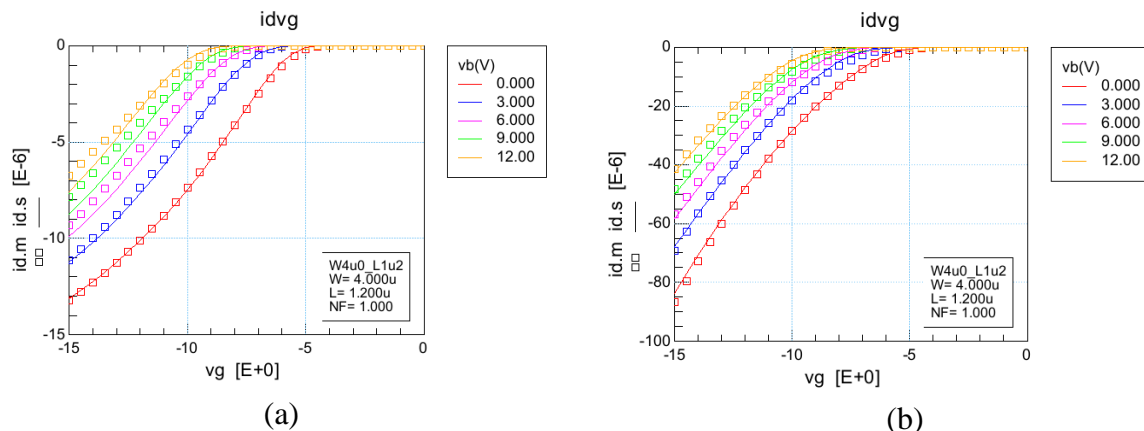 idvg
0
-5
-10
-15
id.m id.s [E-6]
-15
-10
-5
0
vg [E+0]
W4u0_L1u2
W= 4.000u
L= 1.200u
NF= 1.000
vb(V)
0.000
3.000
6.000
9.000
12.00
(a)
idvg
0
-20
-40
-60
-80
-100
id.m id.s [E-6]
-15
-10
-5
0
vg [E+0]
W4u0_L1u2
W= 4.000u
L= 1.200u
NF= 1.000
vb(V)
0.000
3.000
6.000
9.000
12.00
(b)